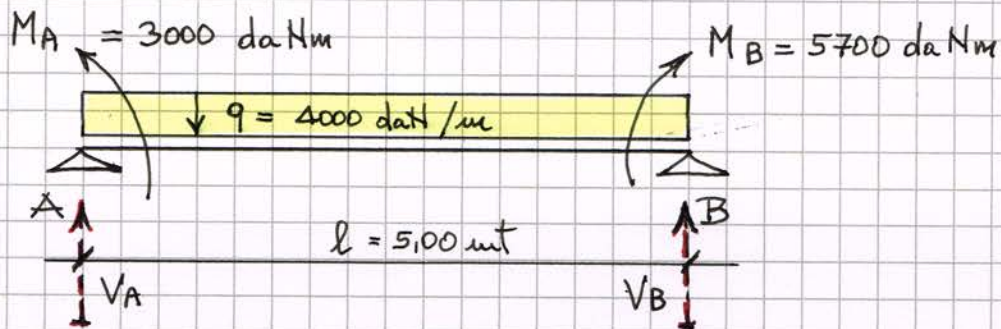 MA = 3000 daNm
MB = 5700 daNm
q = 4000 daN/m
A
B
l = 5,00 mt
VA
VB